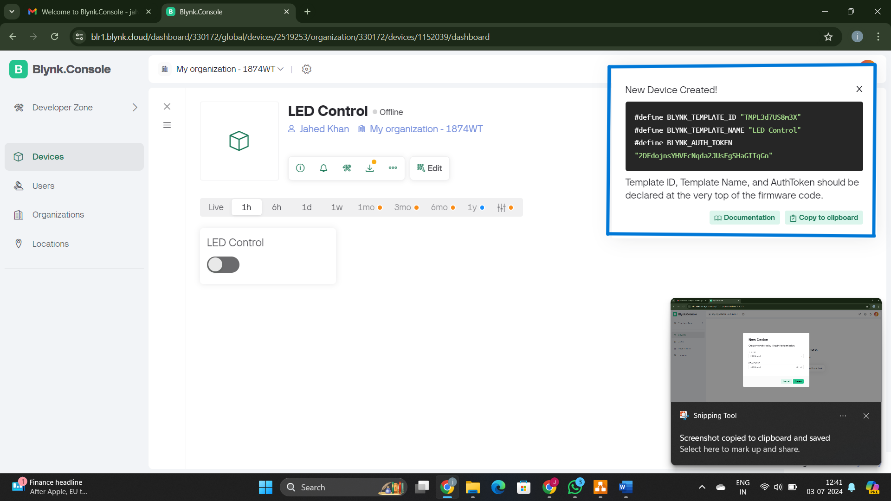 Welcome to Blynk.Console - jsk
Blynk.Console
blr1.blynk.cloud/dashboard/330172/global/devices/2519253/organization/330172/devices/1152039/dashboard
B Blynk.Console
My organization - 1874WT
Developer Zone
Devices
Users
Organizations
Locations
LED Control
Offline
Jahed Khan
My organization - 1874WT
Edit
Live
1h
6h
1d
1w
1mo
3mo
6mo
1y
LED Control
New Device Created!
X
#define BLYNK_TEMPLATE_ID "TMPL3d7US8m3X"
#define BLYNK_TEMPLATE_NAME "LED Control"
#define BLYNK_AUTH_TOKEN
Template ID, Template Name, and AuthToken should be
declared at the very top of the firmware code.
Documentation
Copy to clipboard
New Device
Snipping Tool
Screenshot copied to clipboard and saved
Select here to mark up and share.
Finance headline
After Apple, EU t...
Search
ENG
IN
12:41
03-07-2024